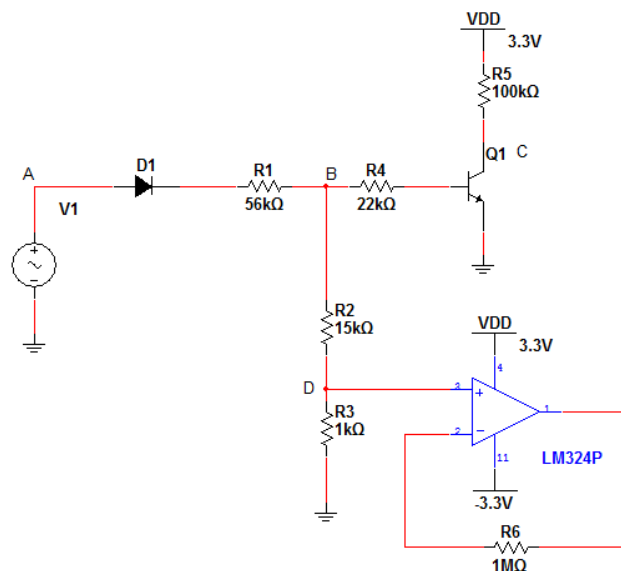 VDD
3.3V
R5
100kΩ
Q1 C
A
D1
R1
B
R4
V1
56kΩ
22kΩ
R2
15kΩ
VDD
3.3V
4
D
3
1
R3
1kΩ
2
11
LM324P
-3.3V
R6
1MΩ